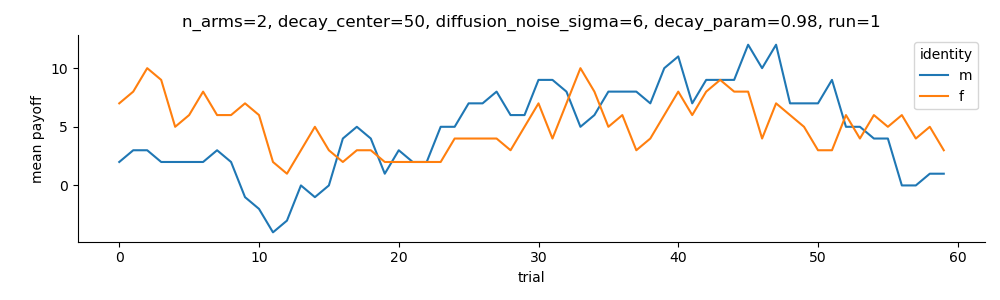 n_arms=2, decay_center=50, diffusion_noise_sigma=6, decay_param=0.98, run=1
identity
m
f
mean payoff
10
5
0
0
10
20
30
40
50
60
trial